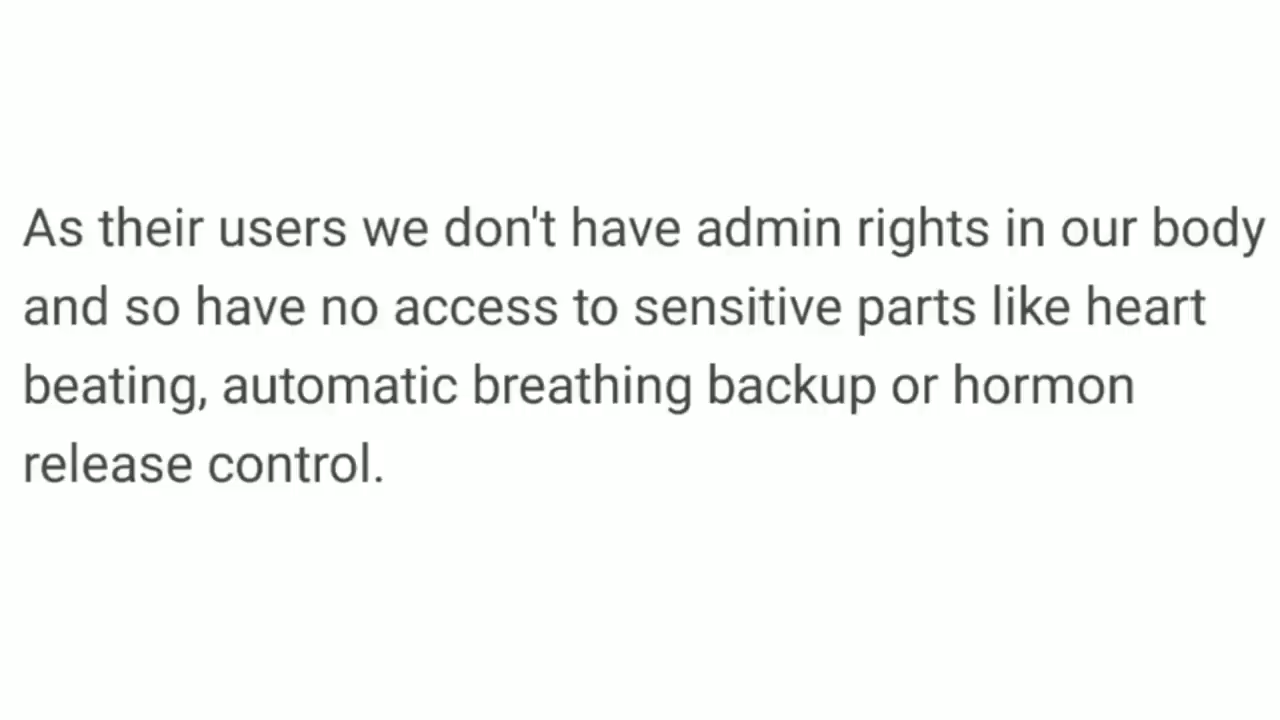 As their users we don't have admin rights in our body
and so have no access to sensitive parts like heart
beating, automatic breathing backup or hormon
release control.